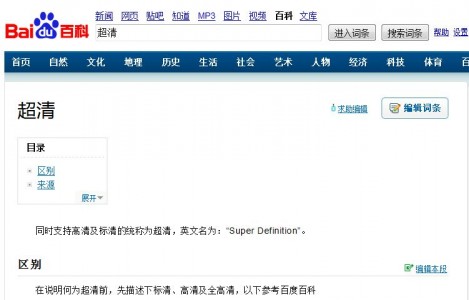 新闻 网页 贴吧 知道 MP3 图片 视频 百科 文库
Bai du 百科 超清 进入词条 搜索词条 帮助 设置
首页 自然 文化 地理 历史 生活 社会 艺术 人物 经济 科技 体育
超清 求助编辑 编辑词条
目录
区别
来源
展开
同时支持高清及标清的统称为超清，英文名为：“Super Definition”。
区别 编辑本段
在说明何为超清前，先描述下标清、高清及全高清，以下参考百度百科